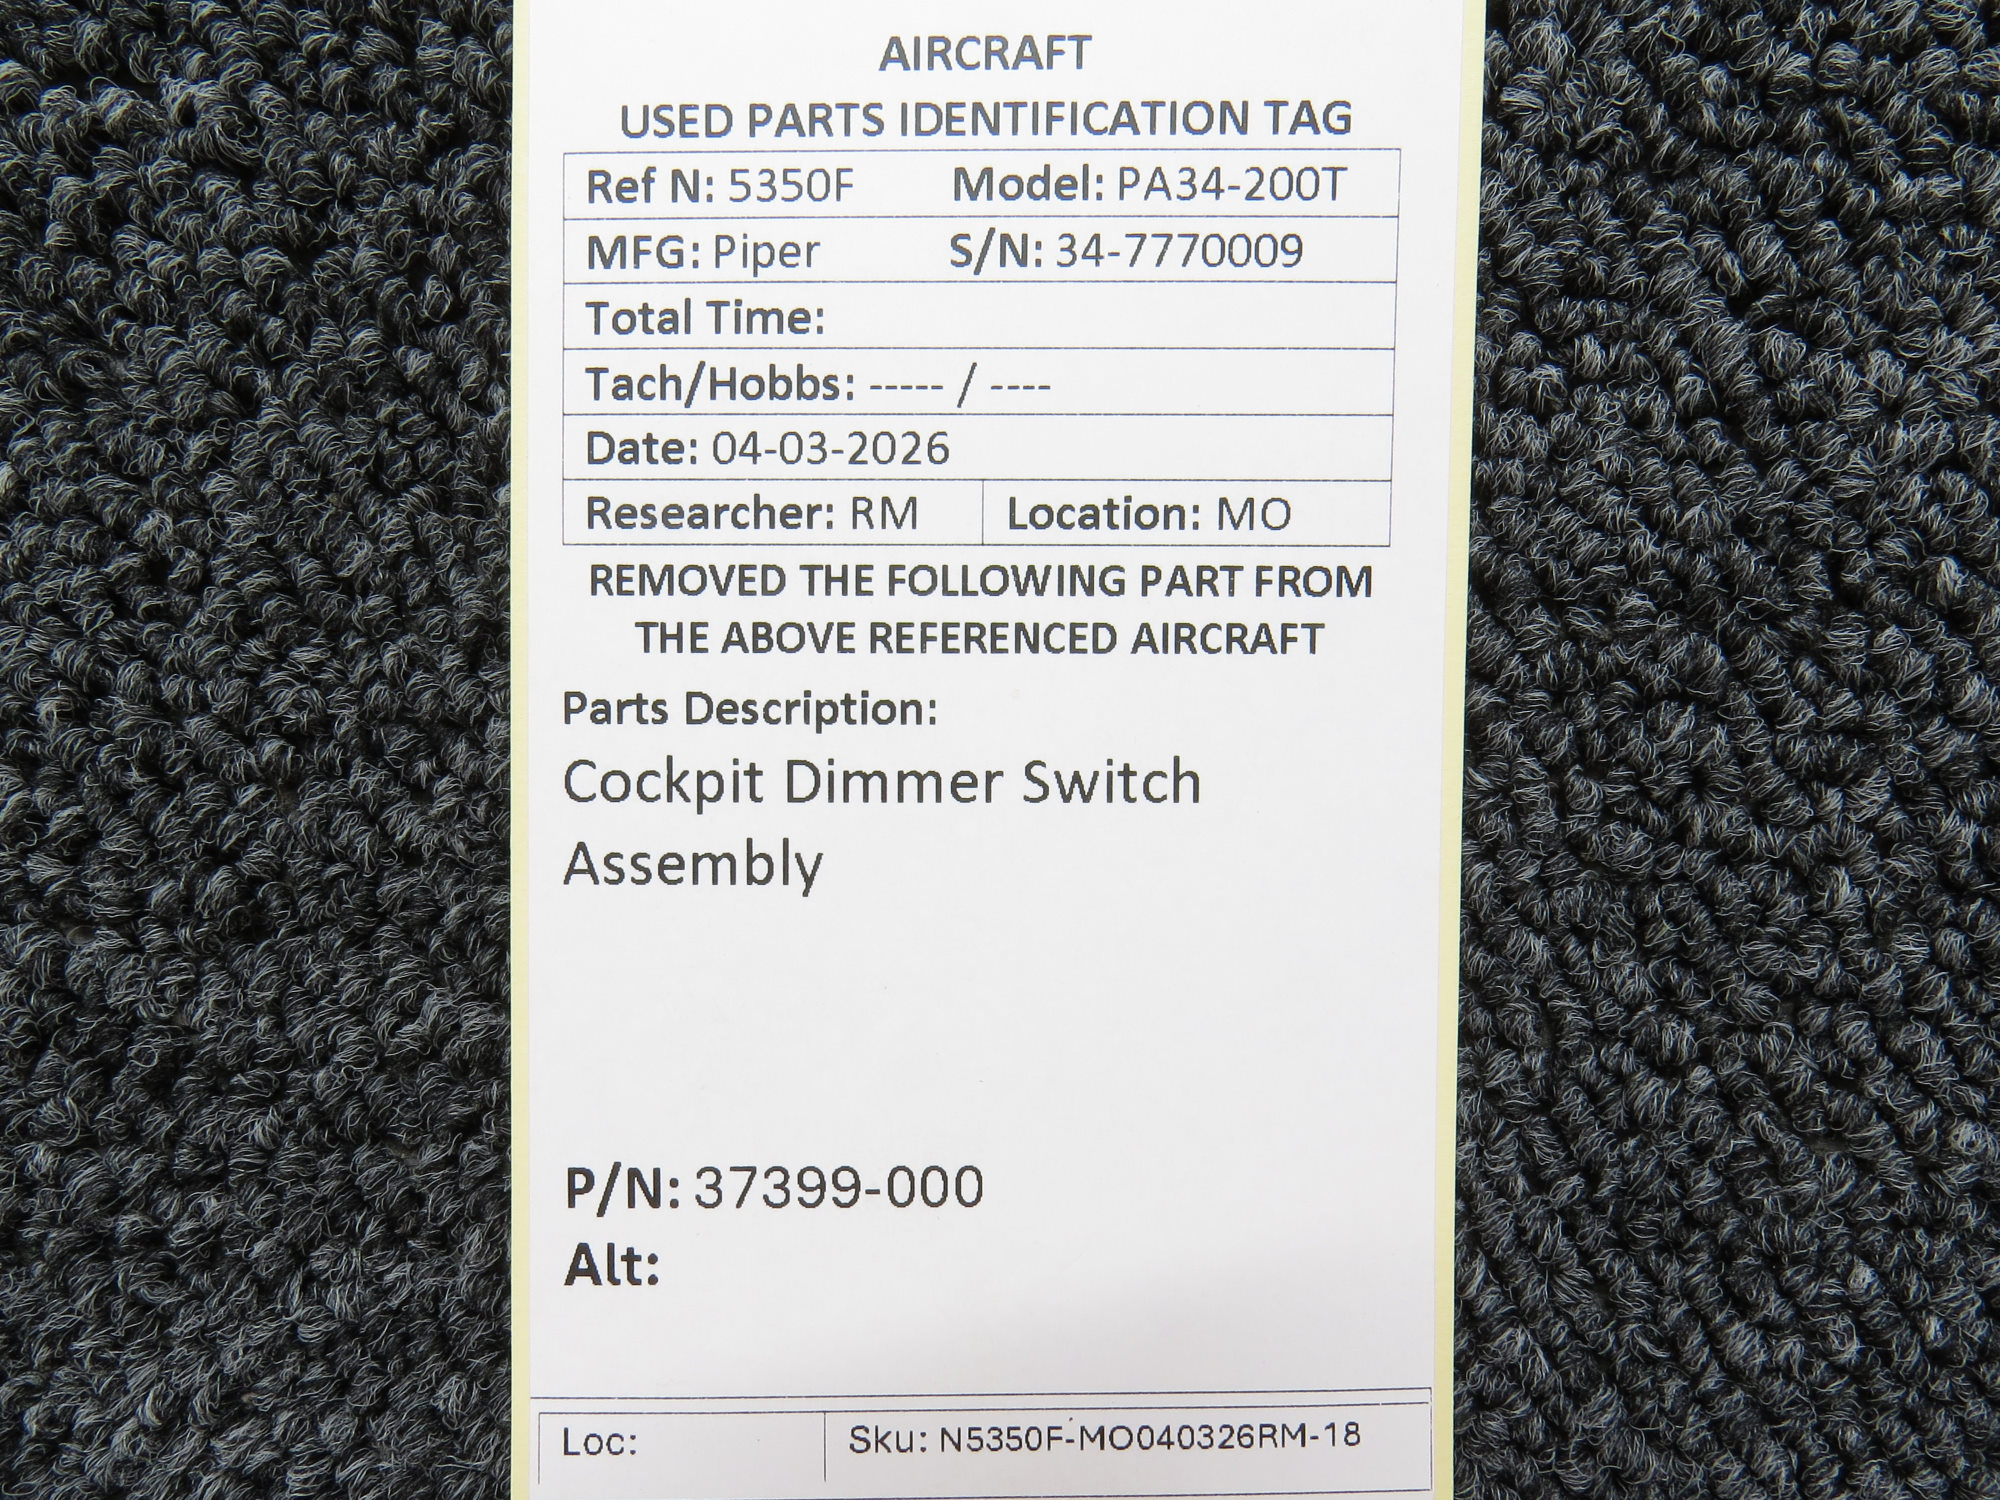 AIRCRAFT
USED PARTS IDENTIFICATION TAG
Ref N: 5350F Model: PA34-200T
MFG: Piper S/N: 34-7770009
Total Time:
Tach/Hobbs: ----- / ----
Date: 04-03-2026
Researcher: RM Location: MO
REMOVED THE FOLLOWING PART FROM
THE ABOVE REFERENCED AIRCRAFT
Parts Description:
Cockpit Dimmer Switch
Assembly
P/N: 37399-000
Alt:
Loc: Sku: N5350F-MO040326RM-18